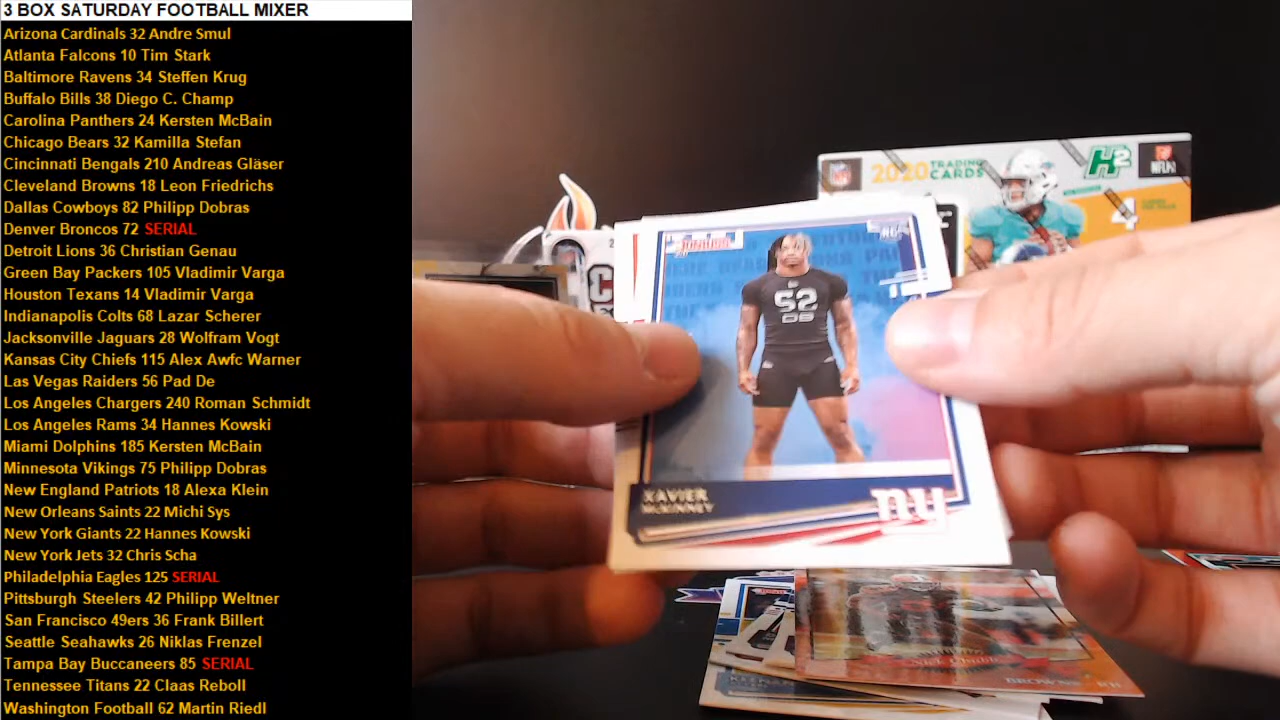 3 BOX SATURDAY FOOTBALL MIXER
Arizona Cardinals 32 Andre Smul
Atlanta Falcons 10 Tim Stark
Baltimore Ravens 34 Steffen Krug
Buffalo Bills 38 Diego C. Champ
Carolina Panthers 24 Kersten McBain
Chicago Bears 32 Kamilla Stefan
Cincinnati Bengals 210 Andreas Gläser
Cleveland Browns 18 Leon Friedrichs
Dallas Cowboys 82 Philipp Dobras
Denver Broncos 72 SERIAL
Detroit Lions 36 Christian Genau
Green Bay Packers 105 Vladimir Varga
Houston Texans 14 Vladimir Varga
Indianapolis Colts 68 Lazar Scherer
Jacksonville Jaguars 28 Wolfram Vogt
Kansas City Chiefs 115 Alex Awfc Warner
Las Vegas Raiders 56 Pad De
Los Angeles Chargers 240 Roman Schmidt
Los Angeles Rams 34 Hannes Kowski
Miami Dolphins 185 Kersten McBain
Minnesota Vikings 75 Philipp Dobras
New England Patriots 18 Alexa Klein
New Orleans Saints 22 Michi Sys
New York Giants 22 Hannes Kowski
New York Jets 32 Chris Scha
Philadelphia Eagles 125 SERIAL
Pittsburgh Steelers 42 Philipp Weltner
San Francisco 49ers 36 Frank Billert
Seattle Seahawks 26 Niklas Frenzel
Tampa Bay Buccaneers 85 SERIAL
Tennessee Titans 22 Claas Reboll
Washington Football 62 Martin Riedl
2020 TRADING CARDS
H2
4
52
DB
XAVIER
MCKINNEY
ny
Nick Chubb
BROWNS RB